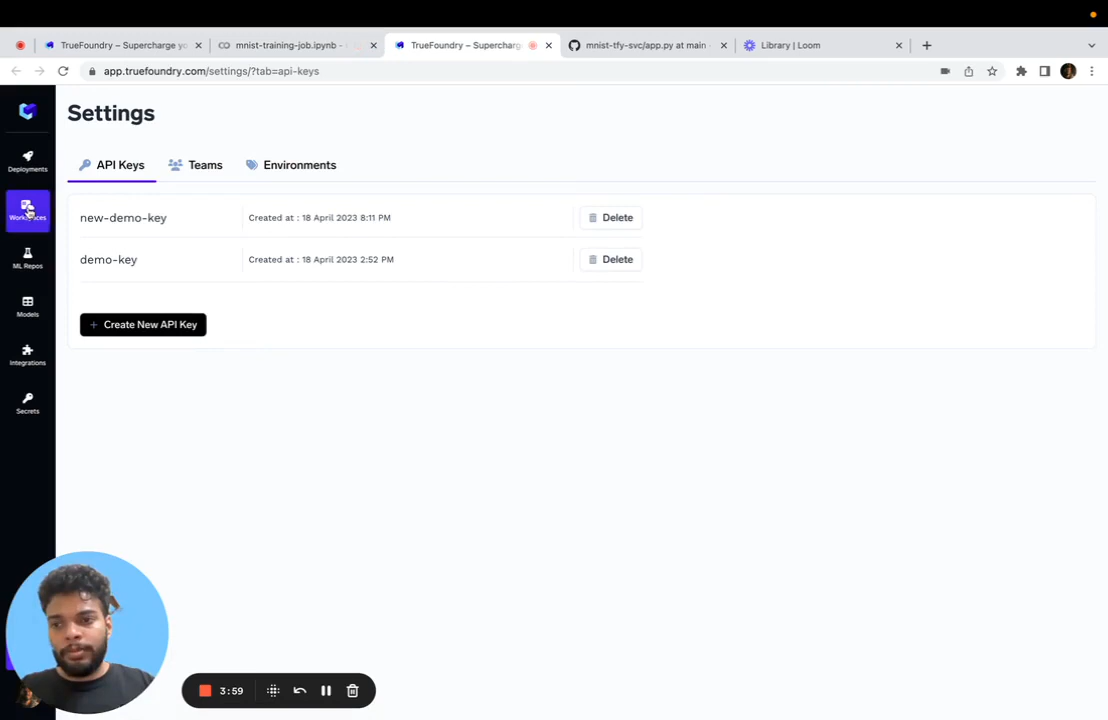 TrueFoundry – Supercharge yo
mnist-training-job.ipynb -
TrueFoundry – Supercharge
mnist-tfy-svc/app.py at main
Library | Loom
app.truefoundry.com/settings/?tab=api-keys
Settings
API Keys
Teams
Environments
Deployments
Workspaces
ML Repos
Models
Integrations
Secrets
new-demo-key
Created at : 18 April 2023 8:11 PM
Delete
demo-key
Created at : 18 April 2023 2:52 PM
Delete
+ Create New API Key
3:59